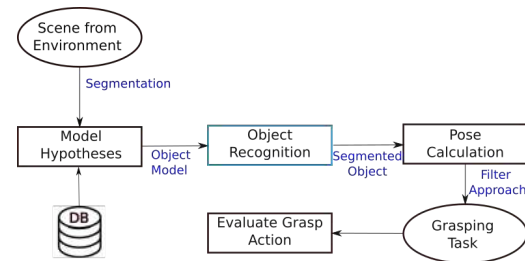 Scene from
Environment
Segmentation
Model
Hypotheses
Object
Model
Object
Recognition
Segmented
Object
Pose
Calculation
Filter
Approach
DB
Evaluate Grasp
Action
Grasping
Task